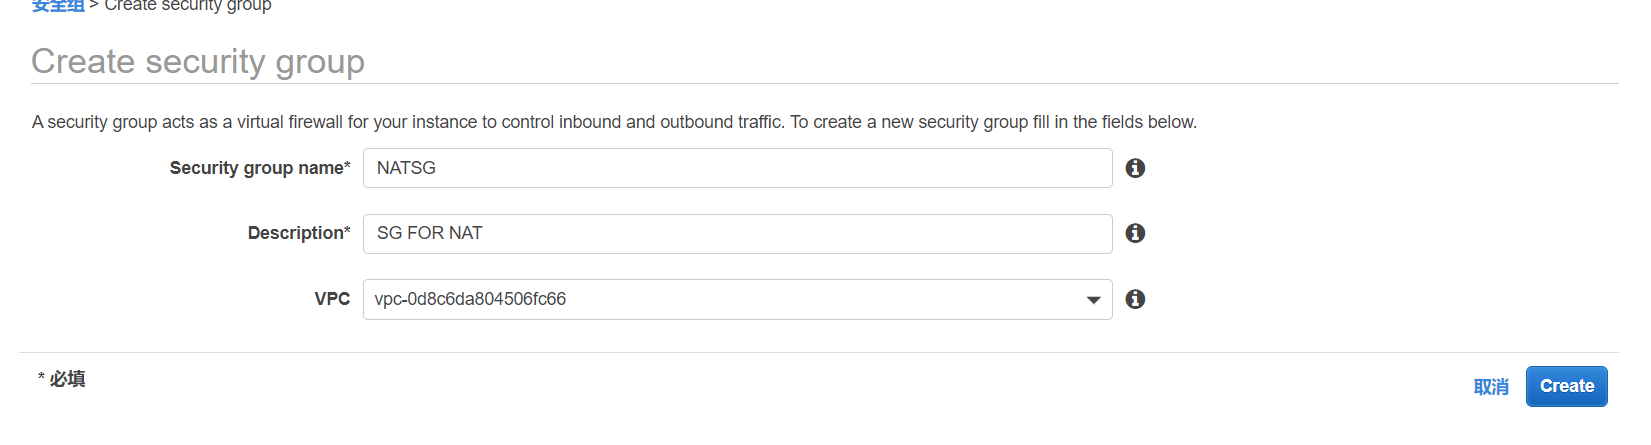 安全组 > Create security group
Create security group
A security group acts as a virtual firewall for your instance to control inbound and outbound traffic. To create a new security group fill in the fields below.
Security group name* NATSG
Description* SG FOR NAT
VPC vpc-0d8c6da804506fc66
* 必填
取消 Create